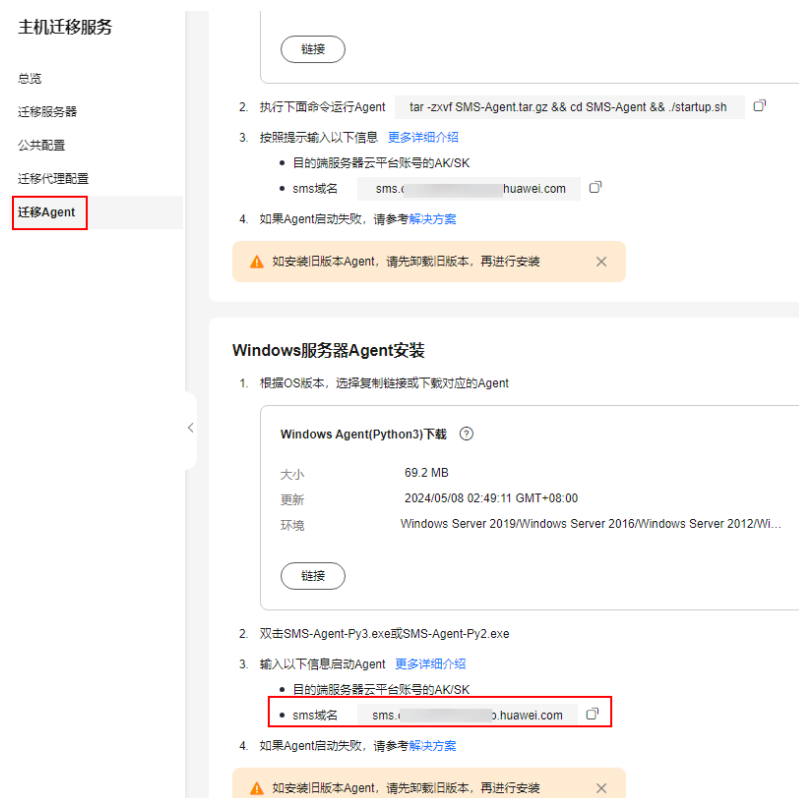 主机迁移服务
总览
迁移服务器
公共配置
迁移代理配置
迁移Agent
链接
2. 执行下面命令运行Agent tar -zxvf SMS-Agent.tar.gz && cd SMS-Agent && ./startup.sh
3. 按照提示输入以下信息 更多详细介绍
• 目的端服务器云平台账号的AK/SK
• sms域名 sms. huawei.com
4. 如果Agent启动失败，请参考解决方案
如安装旧版本Agent，请先卸载旧版本，再进行安装
Windows服务器Agent安装
1. 根据OS版本，选择复制链接或下载对应的Agent
Windows Agent(Python3)下载
大小 69.2 MB
更新 2024/05/08 02:49:11 GMT+08:00
环境 Windows Server 2019/Windows Server 2016/Windows Server 2012/Wi...
链接
2. 双击SMS-Agent-Py3.exe或SMS-Agent-Py2.exe
3. 输入以下信息启动Agent 更多详细介绍
• 目的端服务器云平台账号的AK/SK
• sms域名 sms. .huawei.com
4. 如果Agent启动失败，请参考解决方案
如安装旧版本Agent，请先卸载旧版本，再进行安装